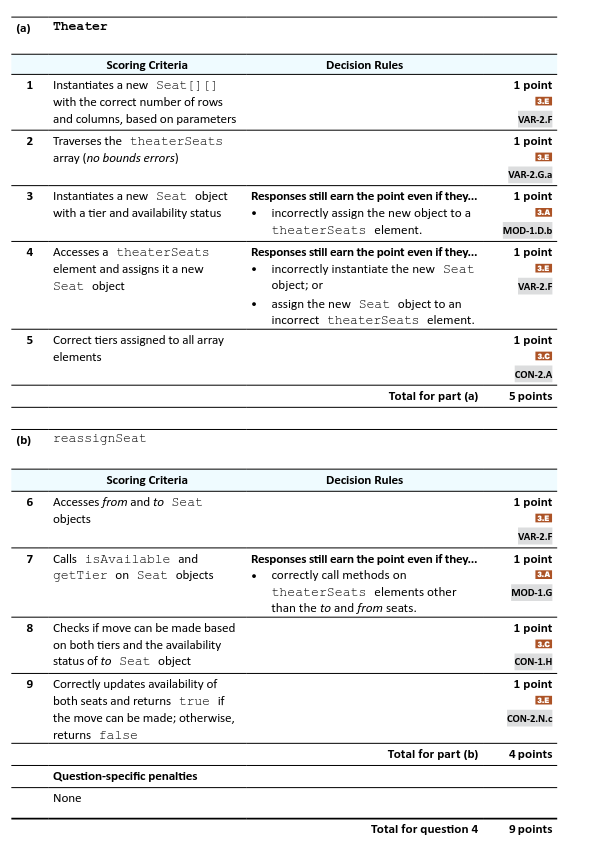 (a) Theater
Scoring Criteria Decision Rules
1 Instantiates a new Seat[][] 1 point
with the correct number of rows 3.E
and columns, based on parameters VAR-2.F
2 Traverses the theaterSeats 1 point
array (no bounds errors) 3.E
VAR-2.G.a
3 Instantiates a new Seat object Responses still earn the point even if they... 1 point
with a tier and availability status • incorrectly assign the new object to a 3.A
theaterSeats element. MOD-1.D.b
4 Accesses a theaterSeats Responses still earn the point even if they... 1 point
element and assigns it a new • incorrectly instantiate the new Seat 3.E
Seat object object; or VAR-2.F
• assign the new Seat object to an
incorrect theaterSeats element.
5 Correct tiers assigned to all array 1 point
elements 3.C
CON-2.A
Total for part (a) 5 points
(b) reassignSeat
Scoring Criteria Decision Rules
6 Accesses from and to Seat 1 point
objects 3.E
VAR-2.F
7 Calls isAvailable and Responses still earn the point even if they... 1 point
getTier on Seat objects • correctly call methods on 3.A
theaterSeats elements other MOD-1.G
than the to and from seats.
8 Checks if move can be made based 1 point
on both tiers and the availability 3.C
status of to Seat object CON-1.H
9 Correctly updates availability of 1 point
both seats and returns true if 3.E
the move can be made; otherwise, CON-2.N.c
returns false
Total for part (b) 4 points
Question-specific penalties
None
Total for question 4 9 points